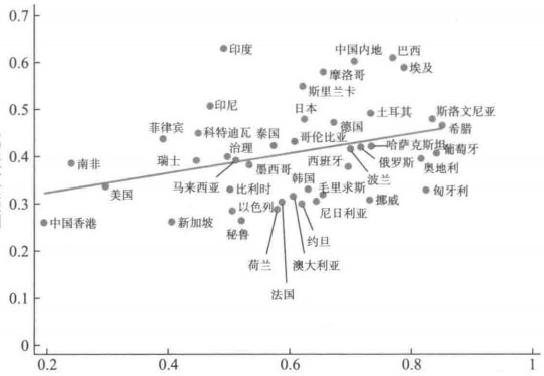 0.7
0.6
0.5
0.4
0.3
0.2
0.1
0
0.2
0.4
0.6
0.8
1
印度
中国内地
巴西
埃及
摩洛哥
斯里兰卡
印尼
日本
土耳其
斯洛文尼亚
希腊
菲律宾
科特迪瓦
泰国
德国
哥伦比亚
治理
哈萨克斯坦
葡萄牙
南非
瑞士
西班牙
俄罗斯
奥地利
马来西亚
墨西哥
波兰
美国
比利时
韩国
毛里求斯
匈牙利
挪威
以色列
尼日利亚
中国香港
新加坡
秘鲁
约旦
荷兰
澳大利亚
法国